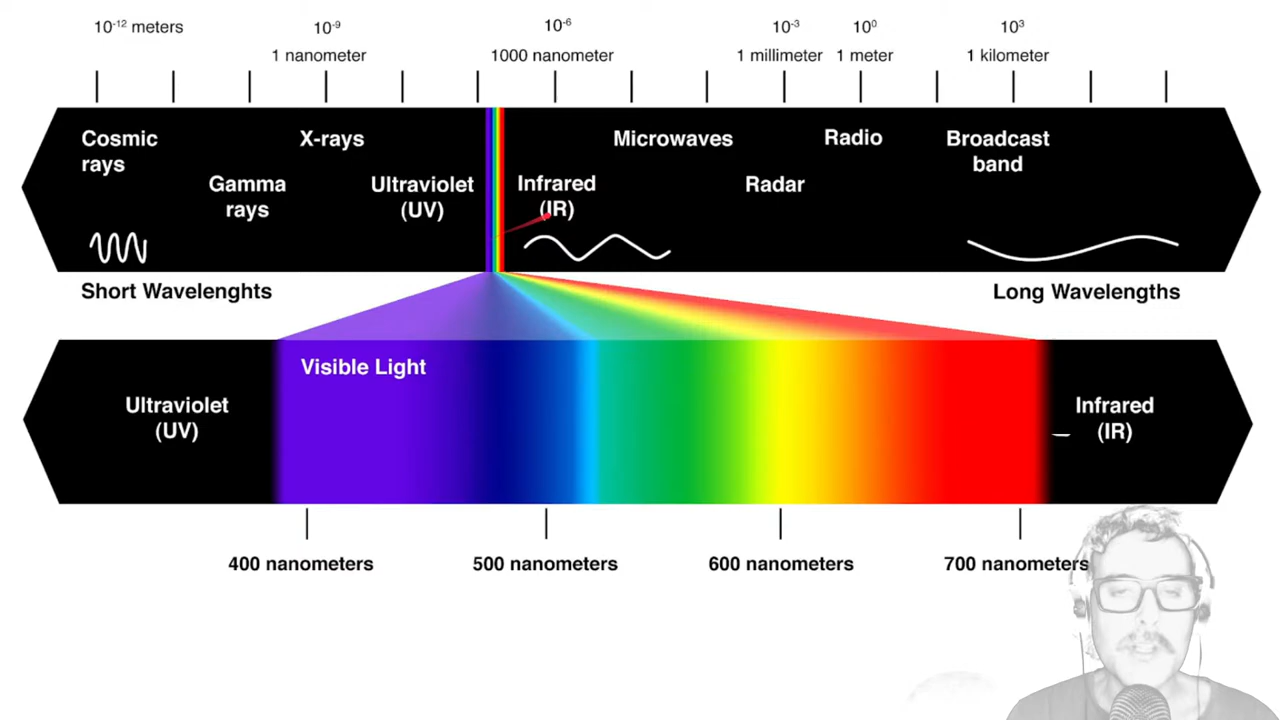 10-12 meters
10-9
10-6
10-3
100
103
1 nanometer
1000 nanometer
1 millimeter
1 meter
1 kilometer
Cosmic
rays
X-rays
Microwaves
Radio
Broadcast
band
Gamma
rays
Ultraviolet
(UV)
Infrared
(IR)
Radar
Short Wavelenghts
Long Wavelengths
Visible Light
Ultraviolet
(UV)
Infrared
(IR)
400 nanometers
500 nanometers
600 nanometers
700 nanometers